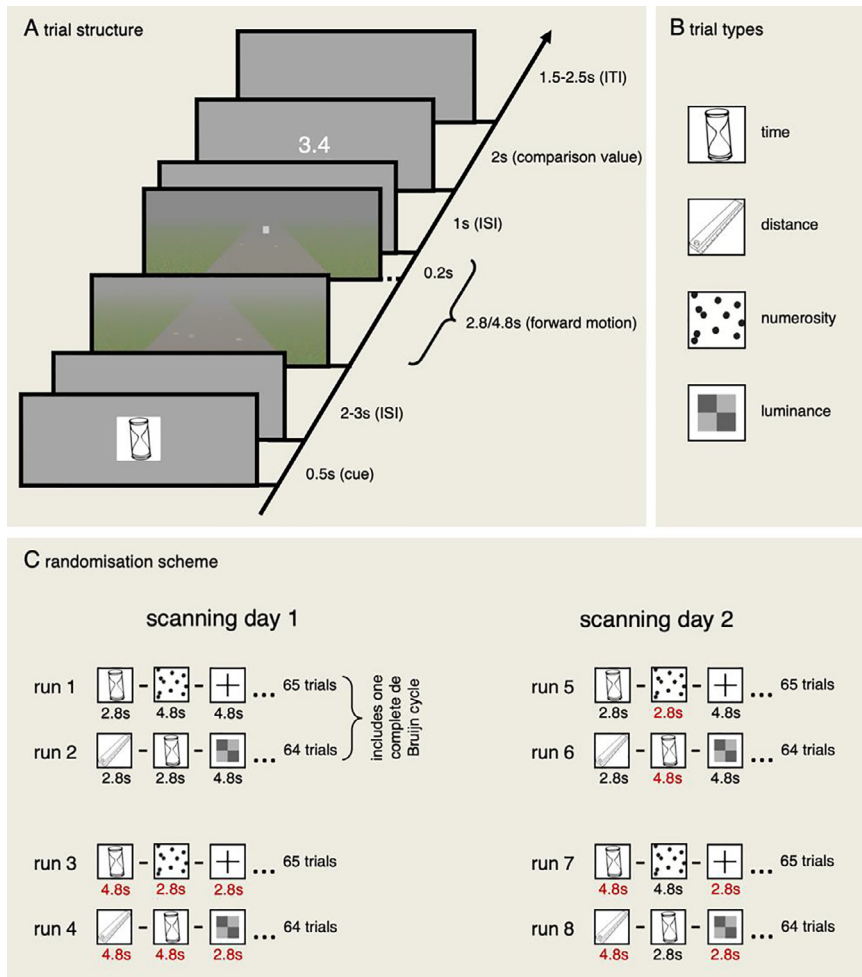 A trial structure
1.5-2.5s (ITI)
3.4
2s (comparison value)
1s (ISI)
0.2s
2.8/4.8s (forward motion)
2-3s (ISI)
0.5s (cue)
B trial types
time
distance
numerosity
luminance
C randomisation scheme
scanning day 1
run 1 - - ... 65 trials
2.8s 4.8s 4.8s
run 2 - - ... 64 trials
2.8s 2.8s 4.8s
includes one
complete de
Bruijn cycle
run 3 - - ... 65 trials
4.8s 2.8s 2.8s
run 4 - - ... 64 trials
4.8s 4.8s 2.8s
scanning day 2
run 5 - - ... 65 trials
2.8s 2.8s 4.8s
run 6 - - ... 64 trials
2.8s 4.8s 4.8s
run 7 - - ... 65 trials
4.8s 4.8s 2.8s
run 8 - - ... 64 trials
4.8s 2.8s 2.8s